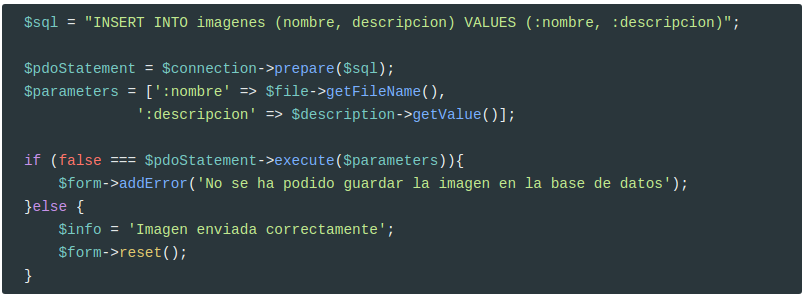 $sql = "INSERT INTO imagenes (nombre, descripcion) VALUES (:nombre, :descripcion)";

$pdoStatement = $connection->prepare($sql);
$parameters = [':nombre' => $file->getFileName(),
             ':descripcion' => $description->getValue()];

if (false === $pdoStatement->execute($parameters)){
    $form->addError('No se ha podido guardar la imagen en la base de datos');
}else {
    $info = 'Imagen enviada correctamente';
    $form->reset();
}